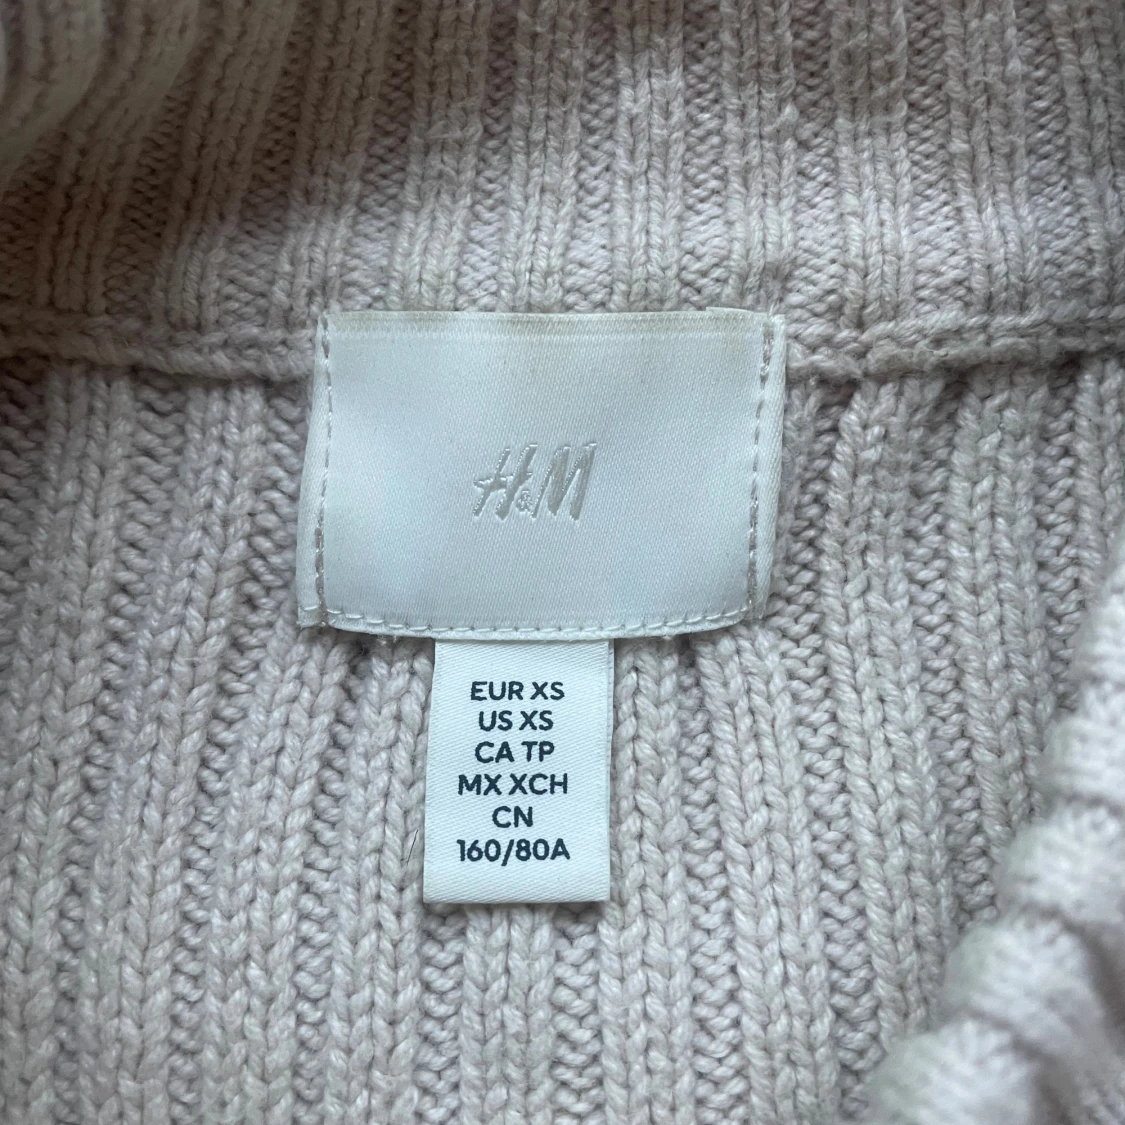 H&M
EUR XS
US XS
CA TP
MX XCH
CN
160/80A